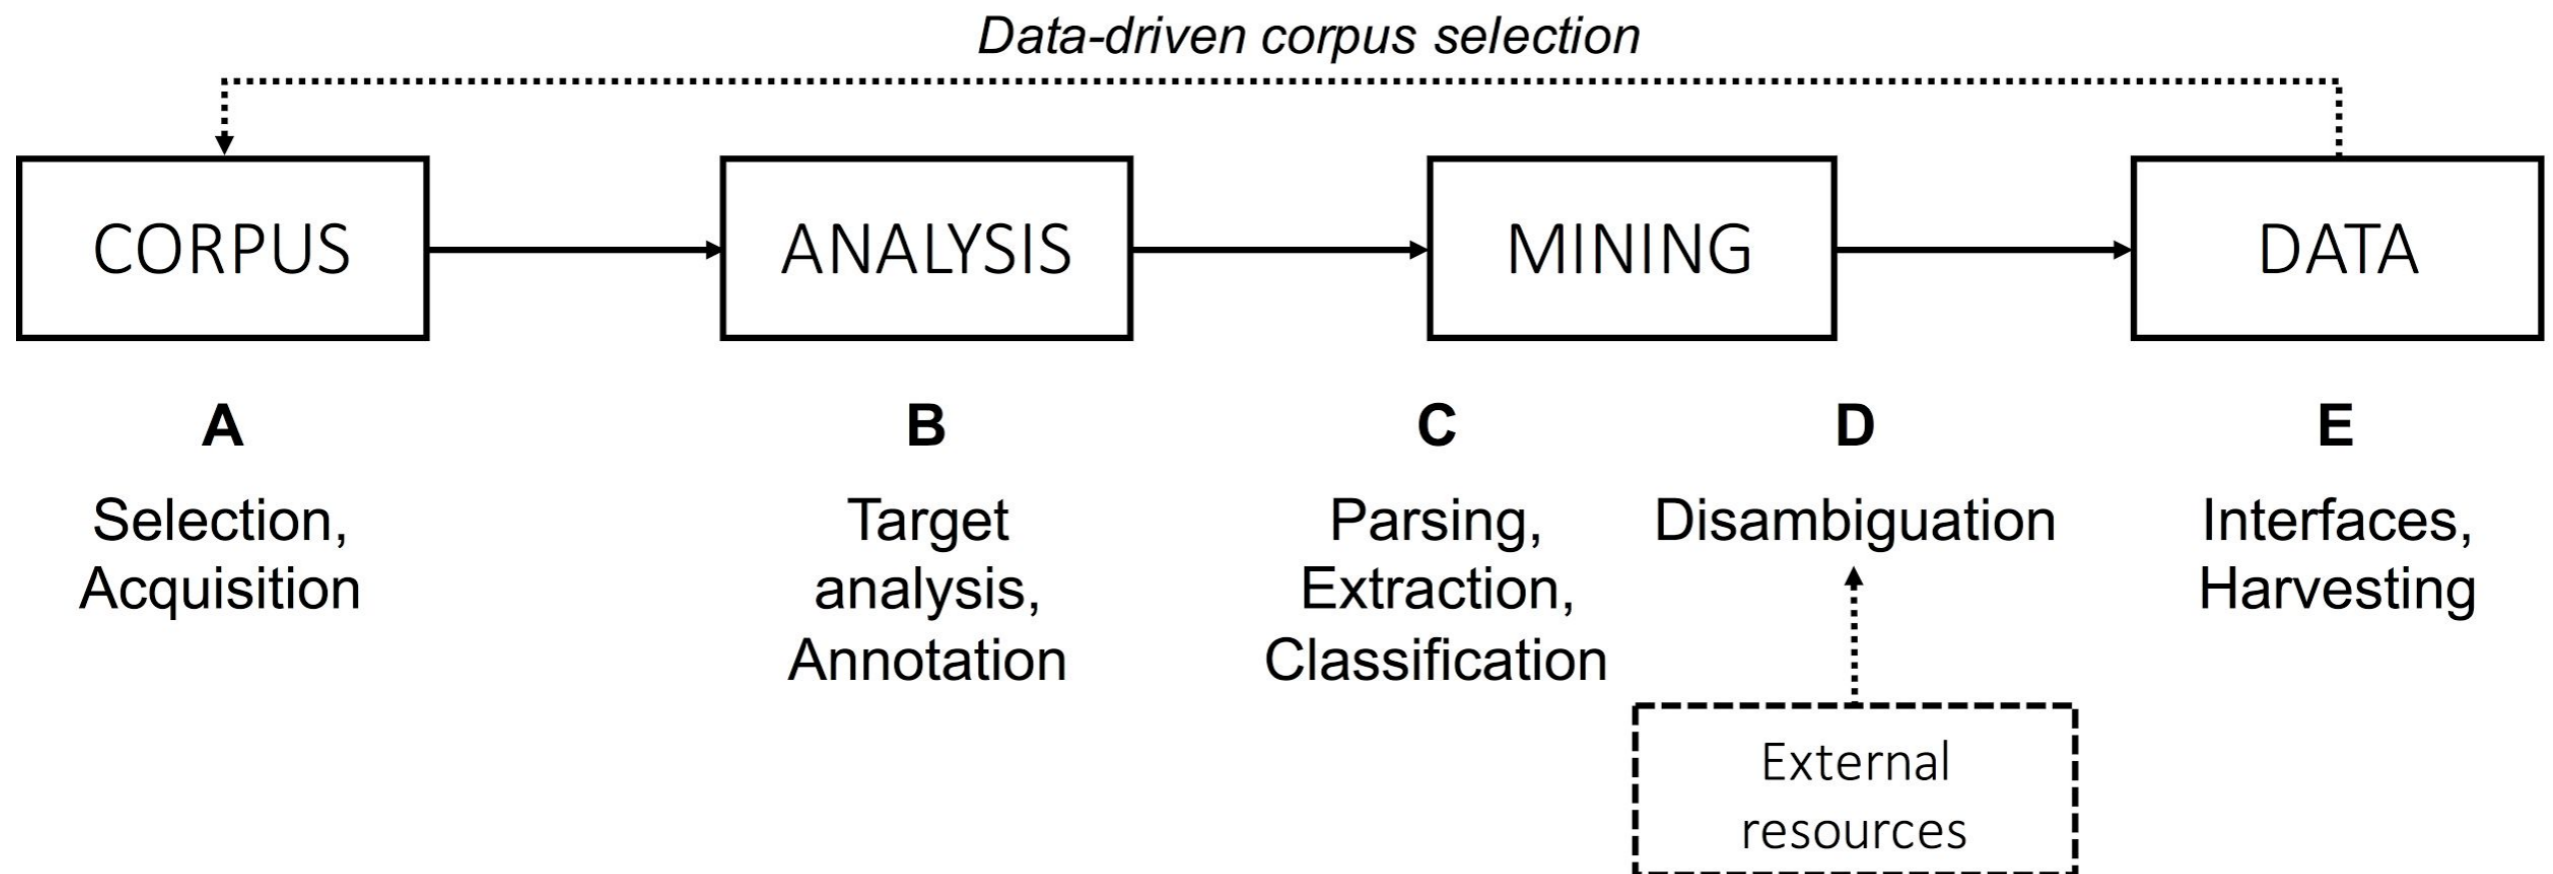 Data-driven corpus selection
CORPUS
ANALYSIS
MINING
DATA
A
B
C
D
E
Selection,
Acquisition
Target
analysis,
Annotation
Parsing,
Extraction,
Classification
Disambiguation
Interfaces,
Harvesting
External
resources